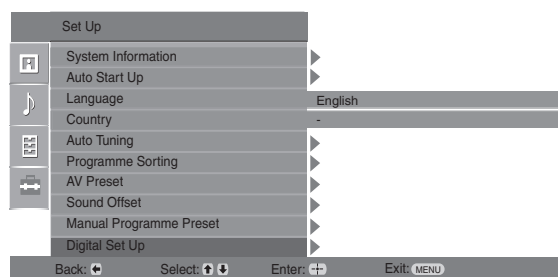 Set Up
System Information
Auto Start Up
Language English
Country -
Auto Tuning
Programme Sorting
AV Preset
Sound Offset
Manual Programme Preset
Digital Set Up
Back: Select: Enter: Exit: MENU